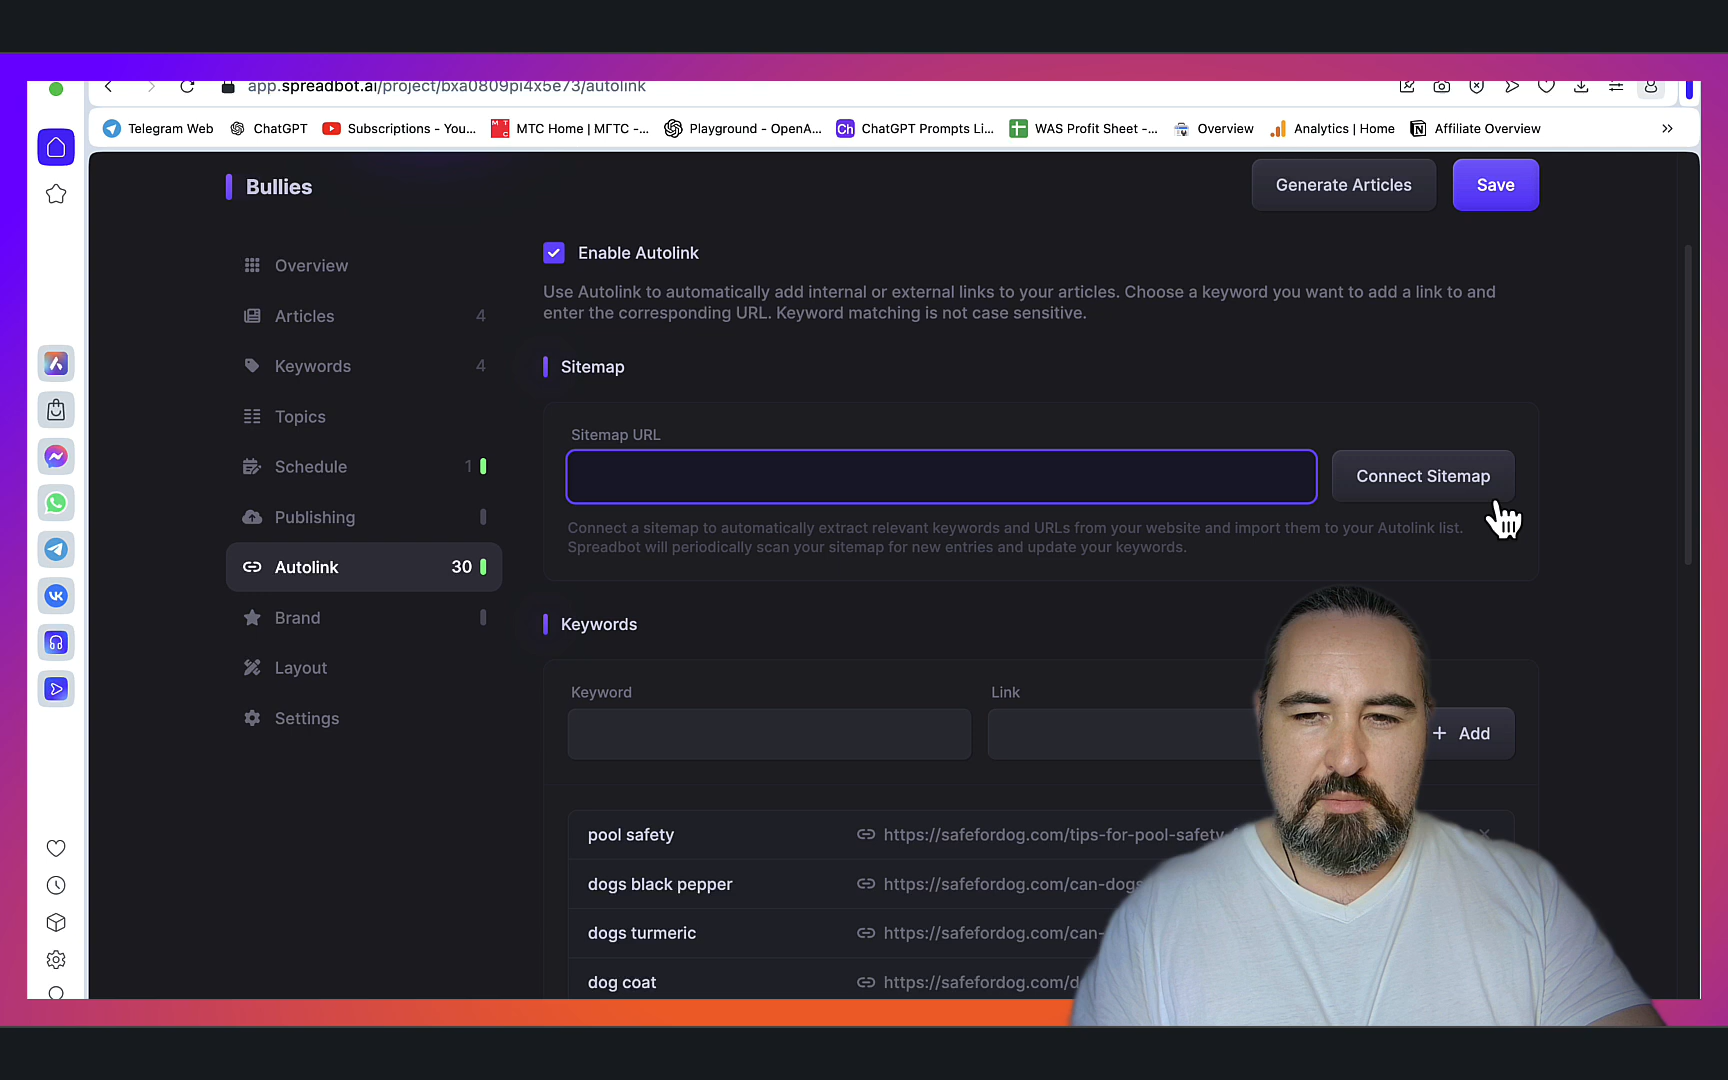 app.spreadbot.ai/project/bxa0809pi4x5e73/autolink
Telegram Web
ChatGPT
Subscriptions - You...
МТС Home | МГТС -...
Playground - OpenA...
Ch ChatGPT Prompts Li...
WAS Profit Sheet -...
Overview
Analytics | Home
Affiliate Overview
Bullies
Generate Articles
Save
Overview
Articles 4
Keywords 4
Topics
Schedule 1
Publishing
Autolink 30
Brand
Layout
Settings
Enable Autolink
Use Autolink to automatically add internal or external links to your articles. Choose a keyword you want to add a link to and
enter the corresponding URL. Keyword matching is not case sensitive.
Sitemap
Sitemap URL
Connect Sitemap
Connect a sitemap to automatically extract relevant keywords and URLs from your website and import them to your Autolink list.
Spreadbot will periodically scan your sitemap for new entries and update your keywords.
Keywords
Keyword
Link
+ Add
pool safety https://safefordog.com/tips-for-pool-safety-
dogs black pepper https://safefordog.com/can-dogs
dogs turmeric https://safefordog.com/can-
dog coat https://safefordog.com/d